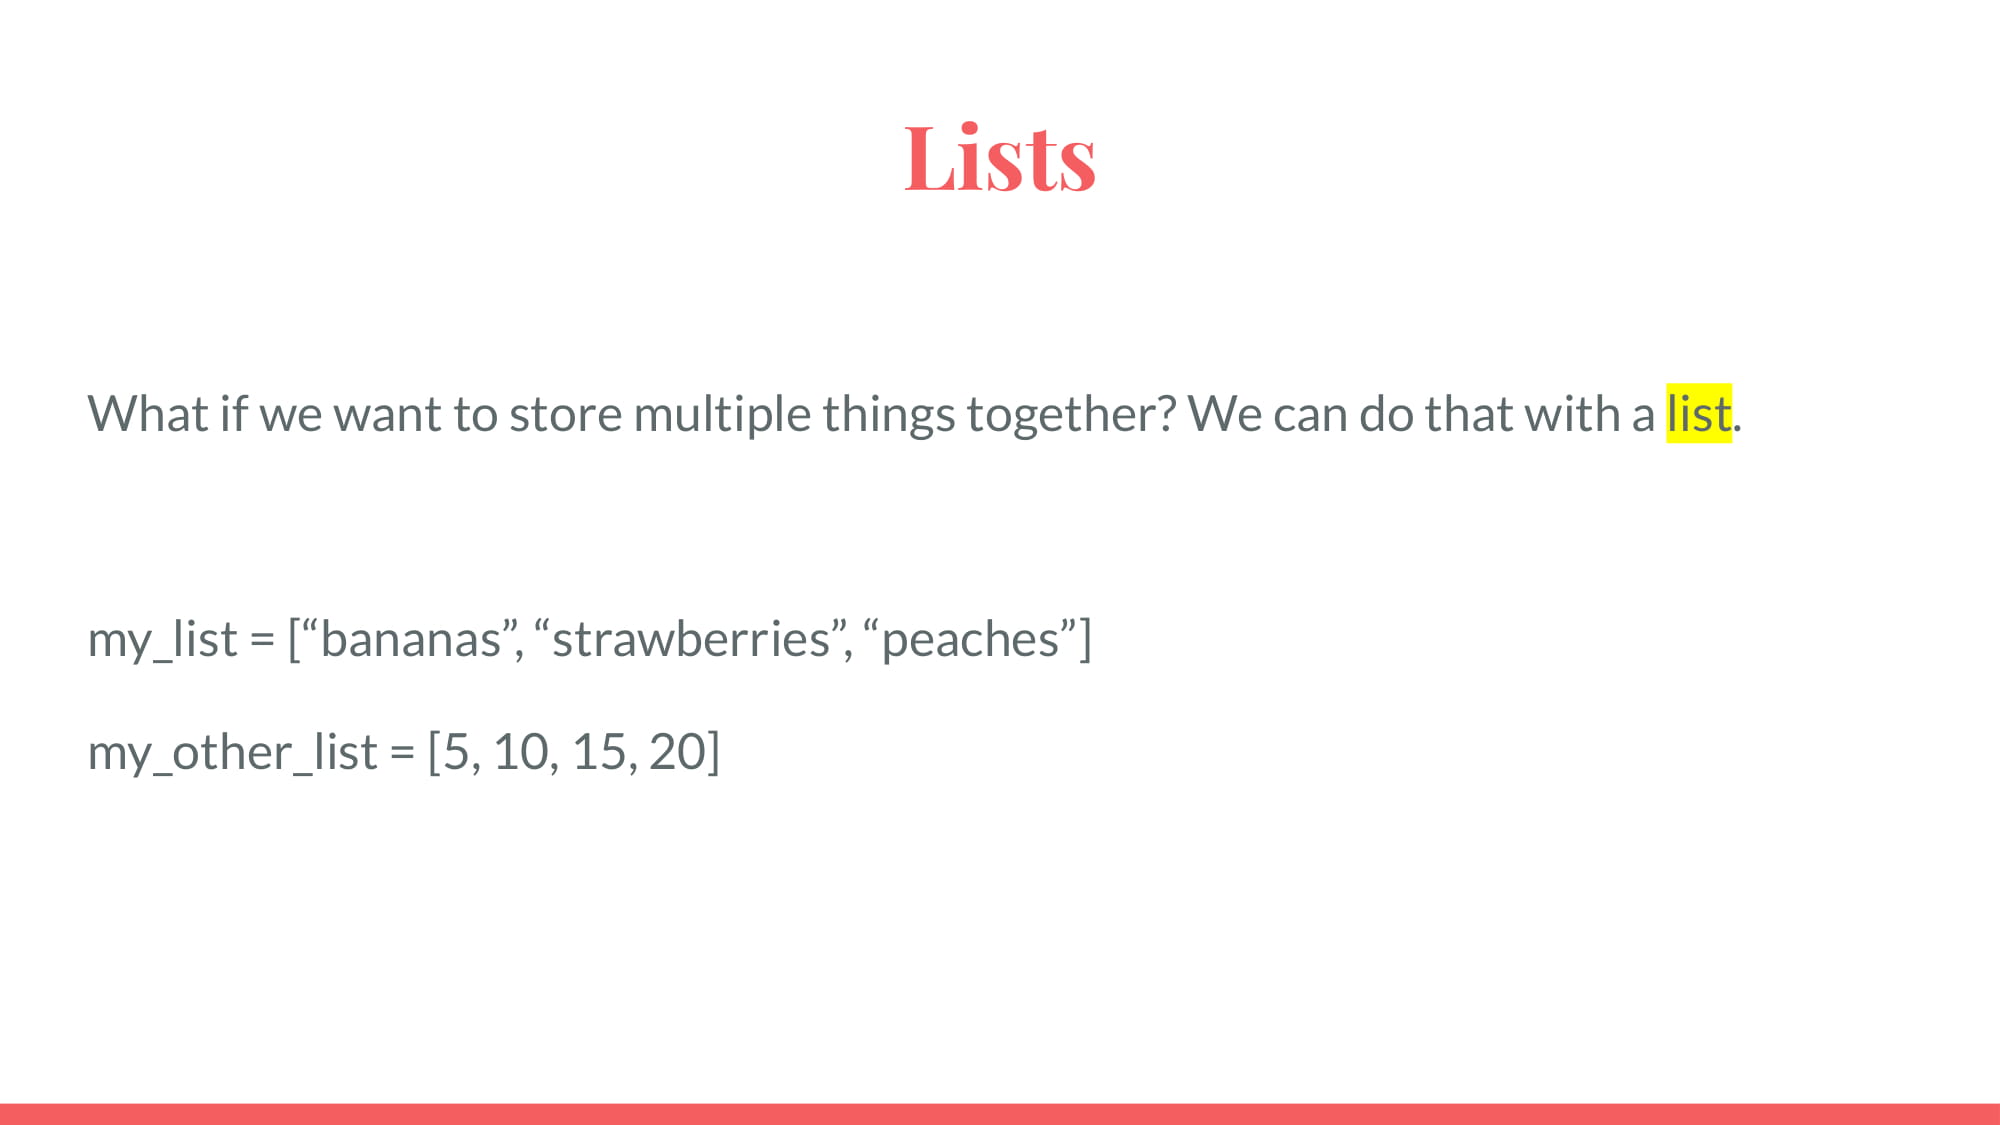 Lists
What if we want to store multiple things together? We can do that with a list.
my_list = [“bananas”, “strawberries”, “peaches”]
my_other_list = [5, 10, 15, 20]